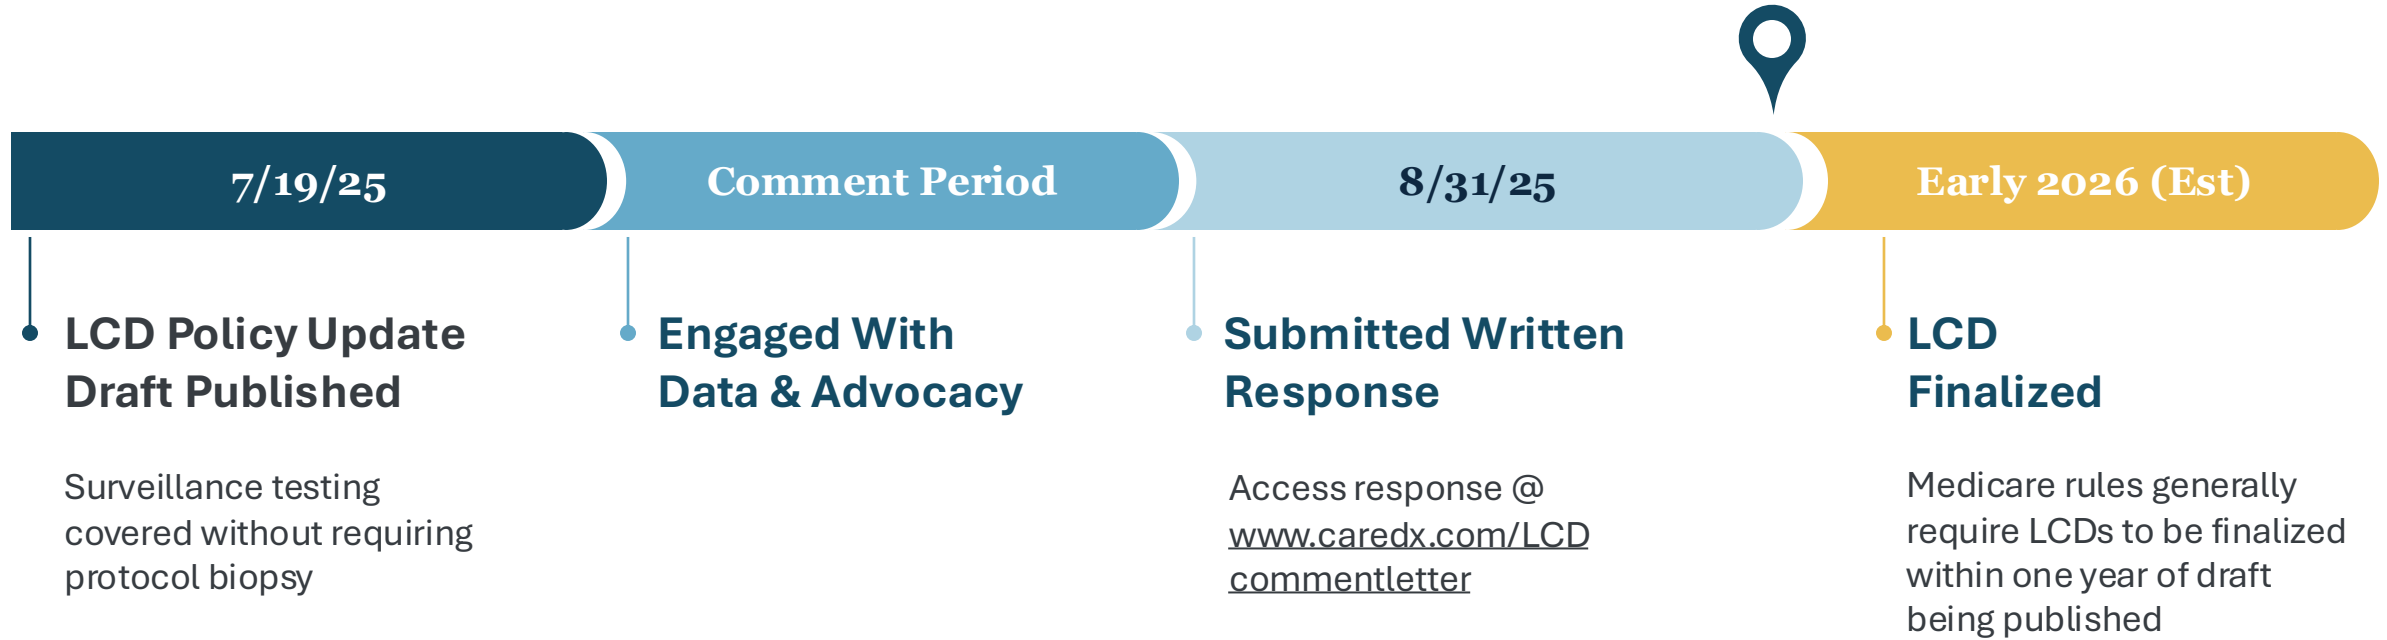 7/19/25
Comment Period
8/31/25
Early 2026 (Est)
LCD Policy Update
Draft Published
Surveillance testing
covered without requiring
protocol biopsy
Engaged With
Data & Advocacy
Submitted Written
Response
Access response @
www.caredx.com/LCD
commentletter
LCD
Finalized
Medicare rules generally
require LCDs to be finalized
within one year of draft
being published